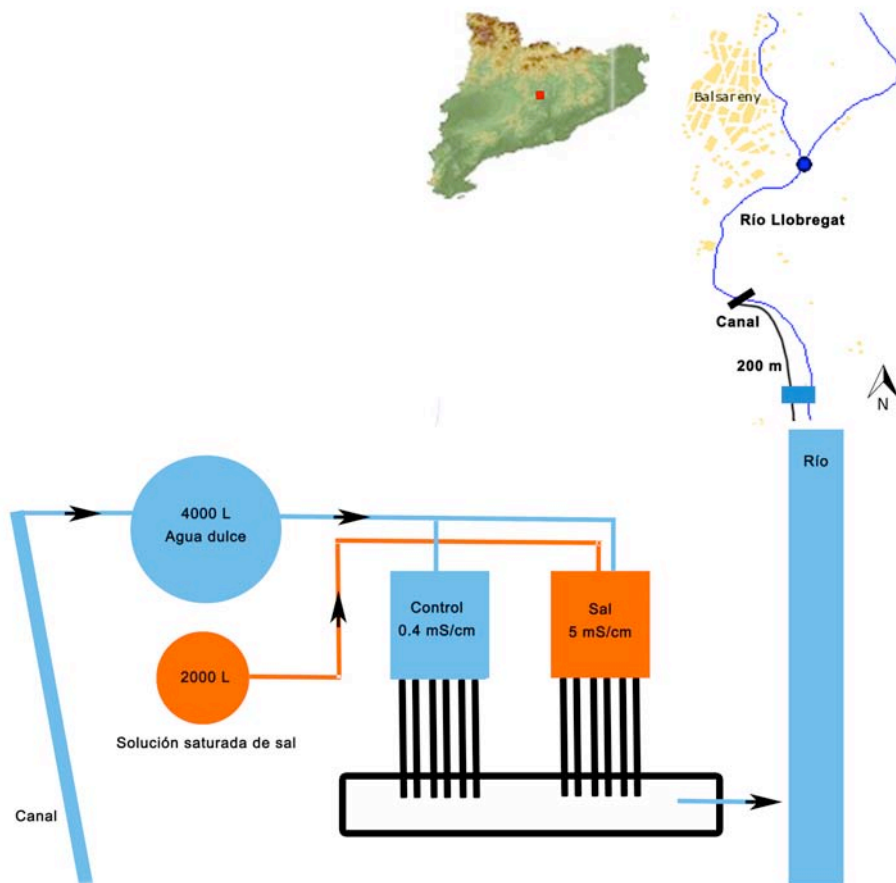 Balsareny
Río Llobregat
Canal
200 m
N
Río
4000 L
Agua dulce
Control
0.4 mS/cm
Sal
5 mS/cm
2000 L
Solución saturada de sal
Canal